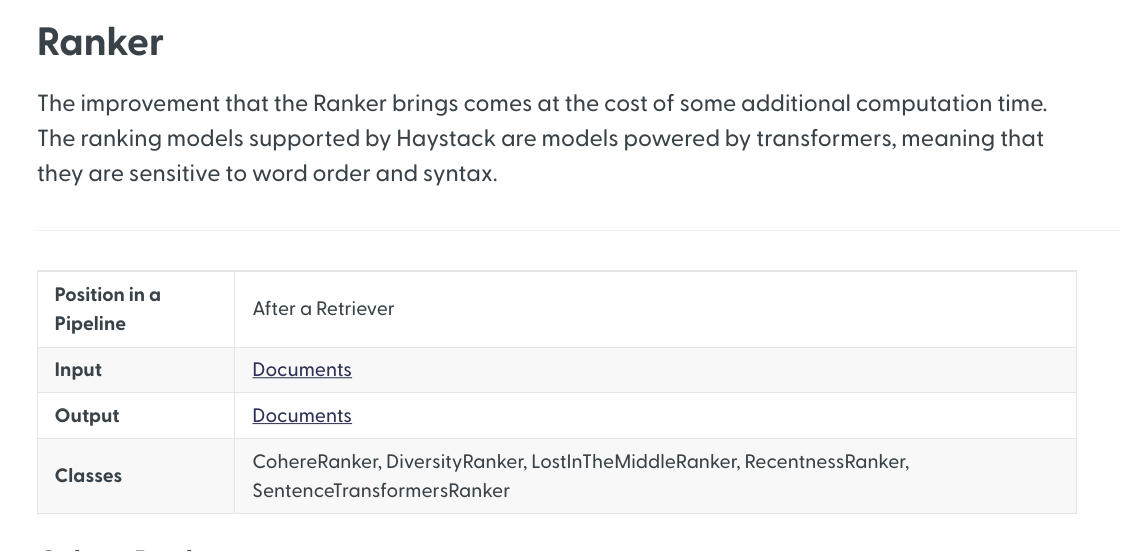 Ranker
The improvement that the Ranker brings comes at the cost of some additional computation time.
The ranking models supported by Haystack are models powered by transformers, meaning that
they are sensitive to word order and syntax.
Position in a
Pipeline
After a Retriever
Input
Documents
Output
Documents
Classes
CohereRanker, DiversityRanker, LostInTheMiddleRanker, RecentnessRanker,
SentenceTransformersRanker